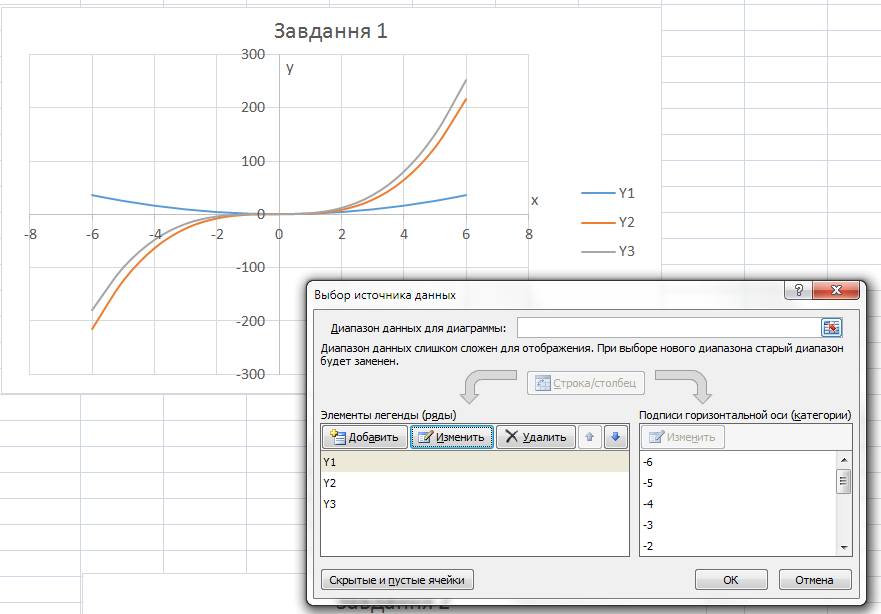 Завдання 1
300
y
200
100
x
Y1
0
Y2
-8 -6 -4 -2 0 2 4 6 8
Y3
-100
-200
-300
Выбор источника данных
Диапазон данных для диаграммы:
Диапазон данных слишком сложен для отображения. При выборе нового диапазона старый диапазон
будет заменен.
Строка/столбец
Элементы легенды (ряды)
Подписи горизонтальной оси (категории)
Добавить Изменить Удалить
Изменить
Y1
-6
Y2
-5
Y3
-4
-3
-2
Скрытые и пустые ячейки
ОК Отмена
Завдання 2